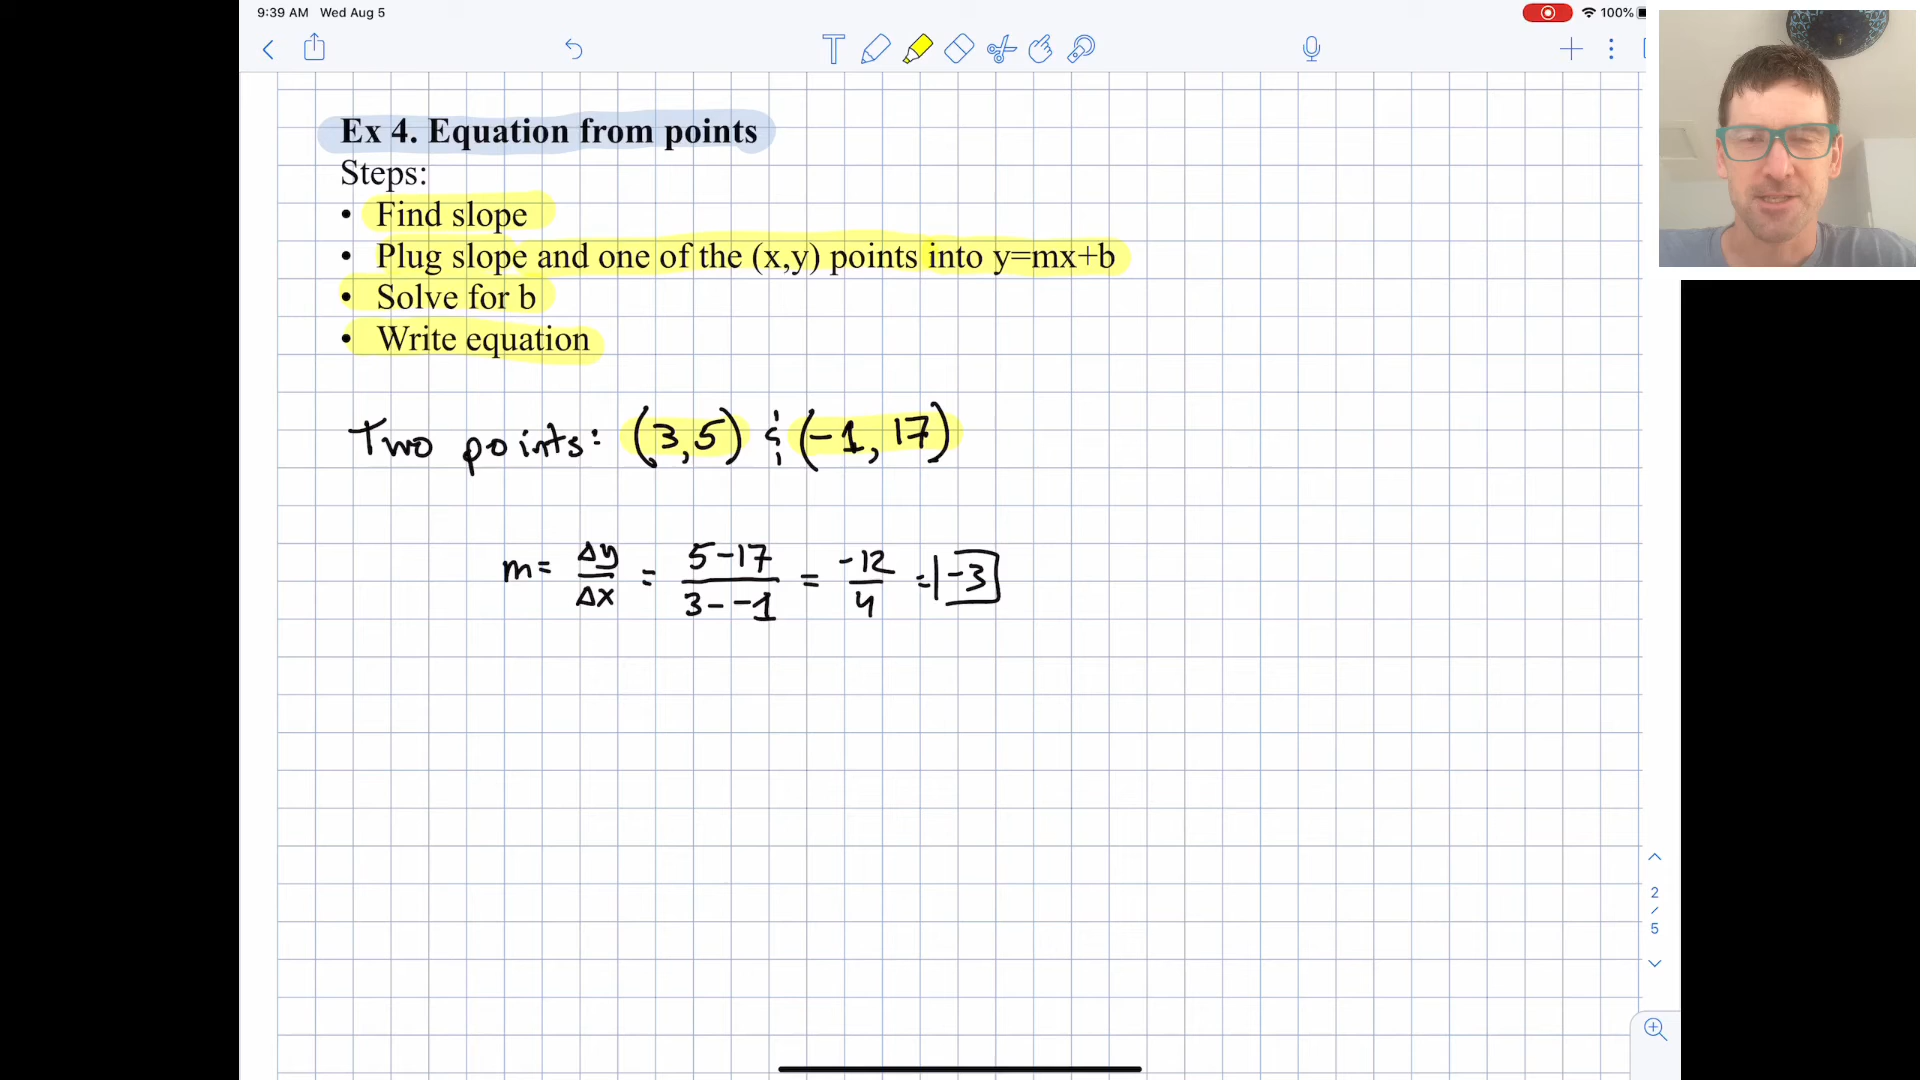 9:39 AM Wed Aug 5
100%
Ex 4. Equation from points
Steps:
• Find slope
• Plug slope and one of the (x,y) points into y=mx+b
• Solve for b
• Write equation
Two points: (3,5) & (-1, 17)
m= Δy/Δx = 5-17/3--1 = -12/4 = -3
2
/
5